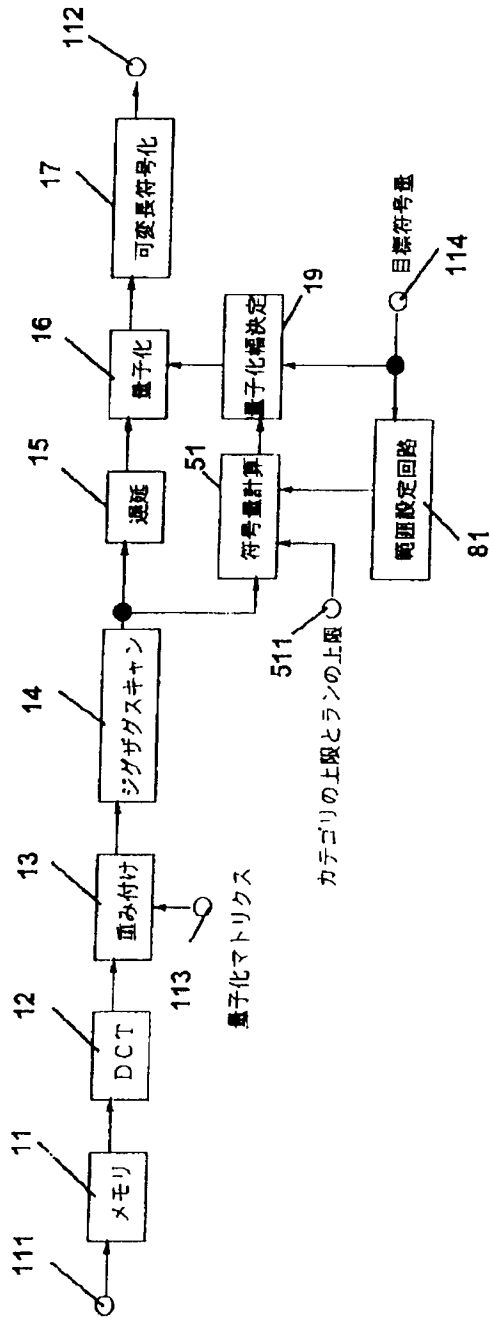 111
11
メモリ
12
DCT
13
重み付け
113
量子化マトリクス
14
ジグザグスキャン
15
遅延
16
量子化
17
可変長符号化
112
51
符号量計算
19
量子化幅決定
511
カテゴリの上限とランの上限
81
範囲設定回路
114
目標符号量